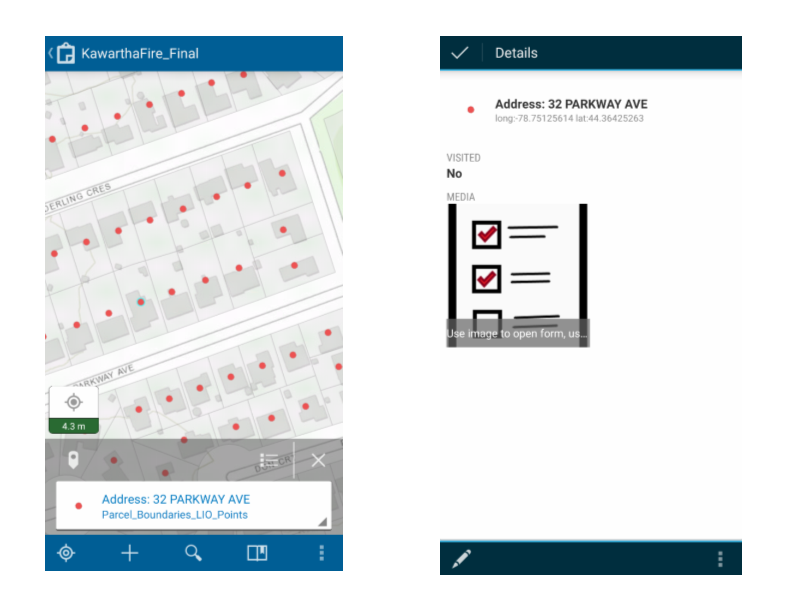 KawarthaFire_Final
DERLING CRES
PARKWAY AVE
4.3 m
Address: 32 PARKWAY AVE
Parcel_Boundaries_LIO_Points
Details
Address: 32 PARKWAY AVE
long:-78.75125614 lat:44.36425263
VISITED
No
MEDIA
Use image to open form, us...